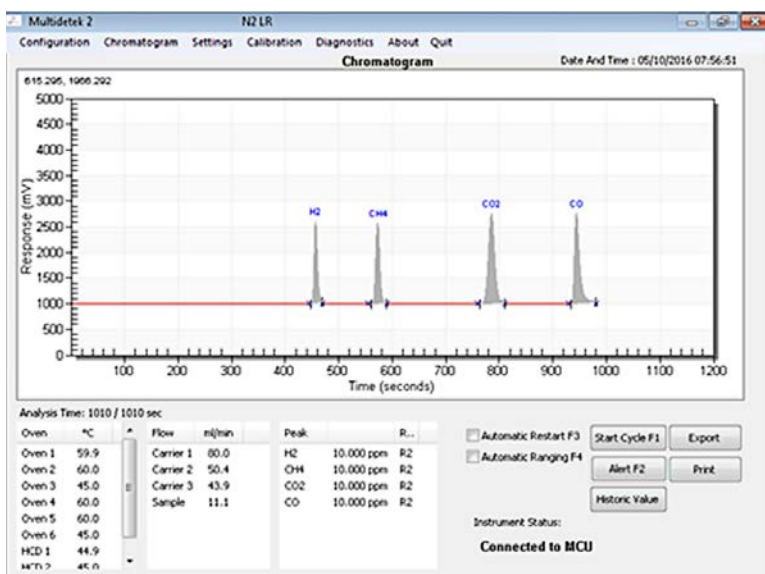 Multidetek 2 N2 LR
Configuration Chromatogram Settings Calibration Diagnostics About Quit
Chromatogram Date And Time : 05/10/2016 07:56:51
615.295, 1966.292
5000
4500
4000
3500
3000
2500
2000
1500
1000
500
0
Response (mV)
H2 CH4 CO2 CO
100 200 300 400 500 600 700 800 900 1000 1100 1200
Time (seconds)
Analysis Time: 1010 / 1010 sec
Oven °C
Oven 1 59.9
Oven 2 60.0
Oven 3 45.0
Oven 4 60.0
Oven 5 60.0
Oven 6 45.0
HCD 1 44.9
HCD 2 45.0
Flow ml/min
Carrier 1 80.0
Carrier 2 50.4
Carrier 3 43.9
Sample 11.1
Peak R...
H2 10.000 ppm R2
CH4 10.000 ppm R2
CO2 10.000 ppm R2
CO 10.000 ppm R2
Automatic Restart F3
Automatic Ranging F4
Start Cycle F1 Export
Alert F2 Print
Historic Value
Instrument Status:
Connected to MCU